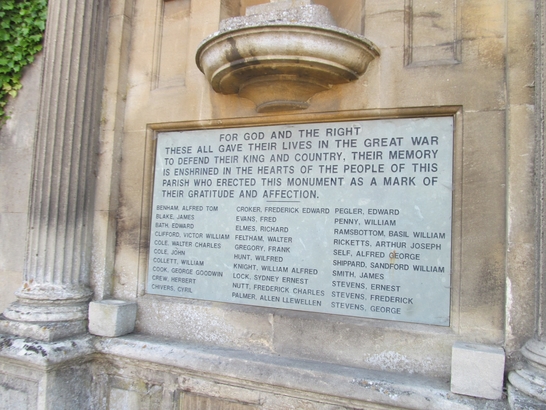 FOR GOD AND THE RIGHT
THESE ALL GAVE THEIR LIVES IN THE GREAT WAR
TO DEFEND THEIR KING AND COUNTRY, THEIR MEMORY
IS ENSHRINED IN THE HEARTS OF THE PEOPLE OF THIS
PARISH WHO ERECTED THIS MONUMENT AS A MARK OF
THEIR GRATITUDE AND AFFECTION.
BENHAM, ALFRED TOM
BLAKE, JAMES
BATH, EDWARD
CLIFFORD, VICTOR WILLIAM
COLE, WALTER CHARLES
COLE, JOHN
COLLETT, WILLIAM
COOK, GEORGE GOODWIN
CREW, HERBERT
CHIVERS, CYRIL
CROKER, FREDERICK EDWARD
EVANS, FRED
ELMES, RICHARD
FELTHAM, WALTER
GREGORY, FRANK
HUNT, WILFRED
KNIGHT, WILLIAM ALFRED
LOCK, SYDNEY ERNEST
NUTT, FREDERICK CHARLES
PALMER, ALLEN LLEWELLEN
PEGLER, EDWARD
PENNY, WILLIAM
RAMSBOTTOM, BASIL WILLIAM
RICKETTS, ARTHUR JOSEPH
SELF, ALFRED GEORGE
SHIPPARD, SANDFORD WILLIAM
SMITH, JAMES
STEVENS, ERNEST
STEVENS, FREDERICK
STEVENS, GEORGE